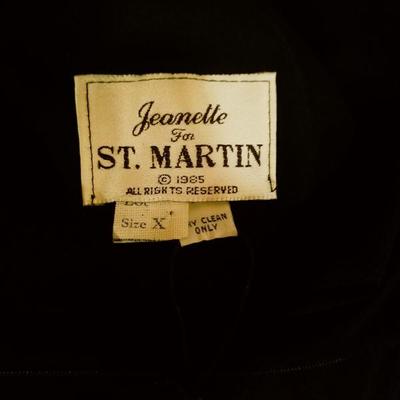 Jeanette
For
ST. MARTIN
© 1985
ALL RIGHTS RESERVED
Size X
CLEAN
ONLY